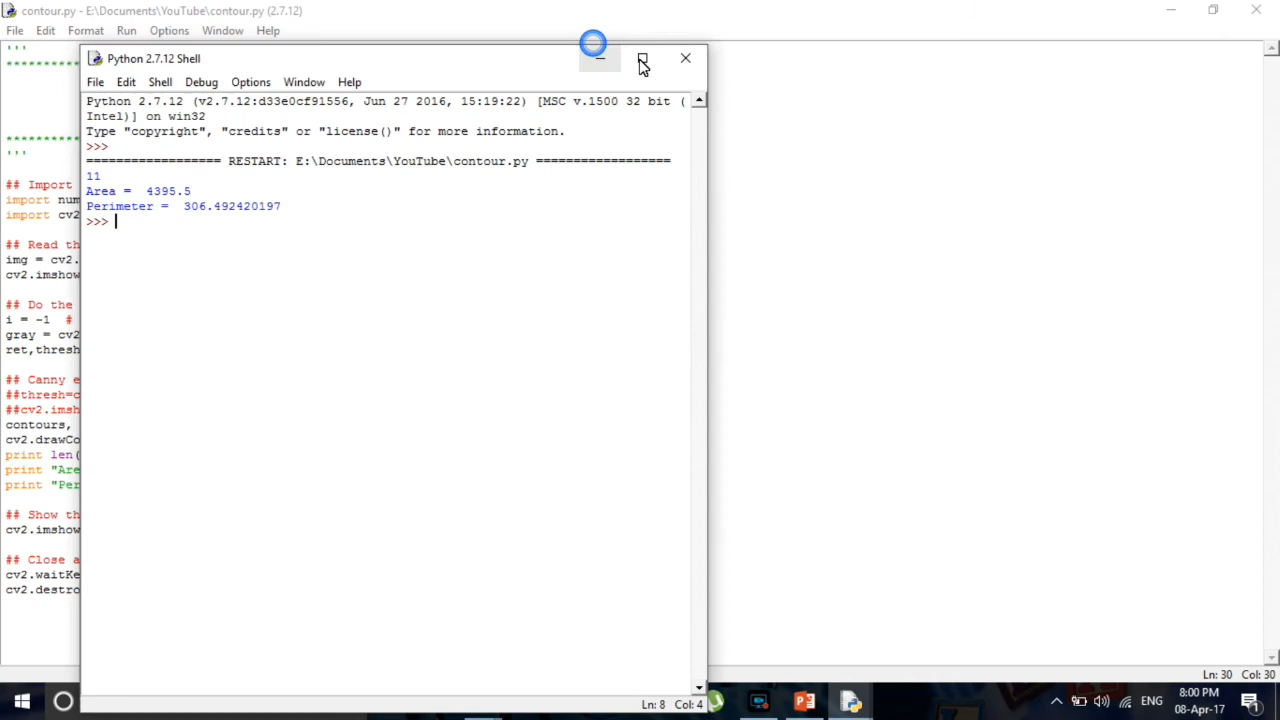 contour.py - E:\Documents\YouTube\contour.py (2.7.12)
File Edit Format Run Options Window Help
Python 2.7.12 Shell
File Edit Shell Debug Options Window Help
Python 2.7.12 (v2.7.12:d33e0cf91556, Jun 27 2016, 15:19:22) [MSC v.1500 32 bit (
Intel)] on win32
Type "copyright", "credits" or "license()" for more information.
>>>
================== RESTART: E:\Documents\YouTube\contour.py ==================
11
Area =  4395.5
Perimeter =  306.492420197
>>>
Ln: 8 Col: 4
'''
**********
**********
'''
## Import
import num
import cv2
## Read th
img = cv2.
cv2.imshow
## Do the
i = -1  #
gray = cv2
ret,thresh
## Canny e
##thresh=c
##cv2.imsh
contours,
cv2.drawCo
print len(
print "Are
print "Per
## Show th
cv2.imshow
## Close a
cv2.waitKe
cv2.destro
Ln: 30 Col: 30
ENG
8:00 PM
08-Apr-17